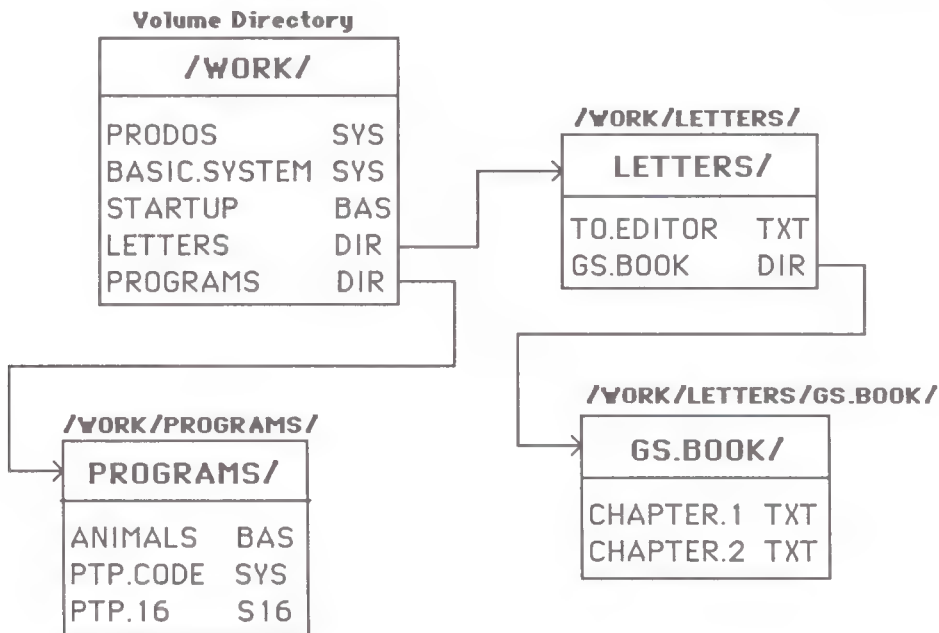 Volume Directory
/WORK/
PRODOS SYS
BASIC.SYSTEM SYS
STARTUP BAS
LETTERS DIR
PROGRAMS DIR
/WORK/LETTERS/
LETTERS/
TO.EDITOR TXT
GS.BOOK DIR
/WORK/PROGRAMS/
PROGRAMS/
ANIMALS BAS
PTP.CODE SYS
PTP.16 S16
/WORK/LETTERS/GS.BOOK/
GS.BOOK/
CHAPTER.1 TXT
CHAPTER.2 TXT